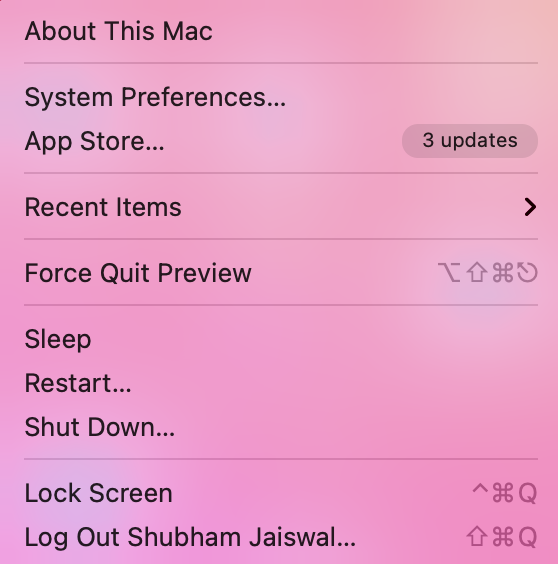 About This Mac
System Preferences...
App Store... 3 updates
Recent Items
Force Quit Preview ⌥⇧⌘⎋
Sleep
Restart...
Shut Down...
Lock Screen ^⌘Q
Log Out Shubham Jaiswal... ⇧⌘Q